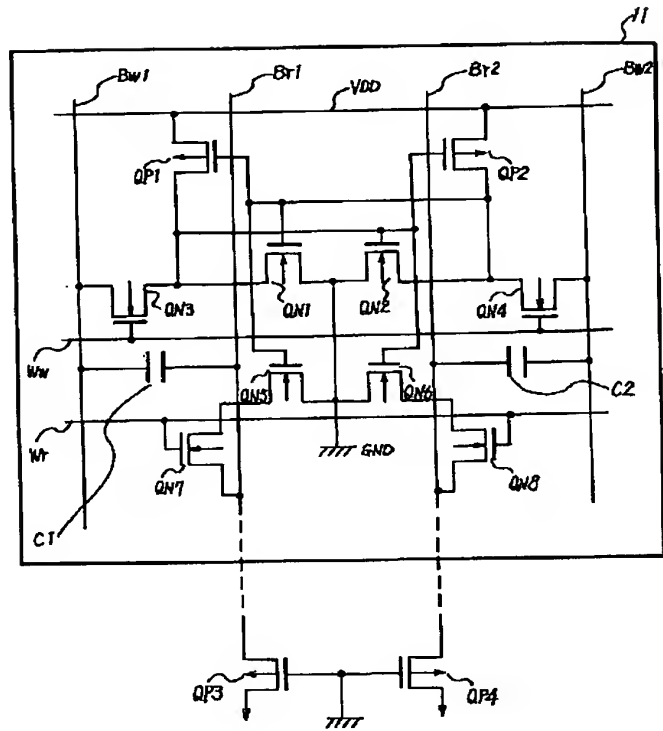 11
Bw1
Br1
Br2
Bw2
VDD
QP1
QP2
QN1
QN2
QN3
QN4
Ww
QN5
QN6
C2
Wr
GND
QN7
QN8
C1
QP3
QP4